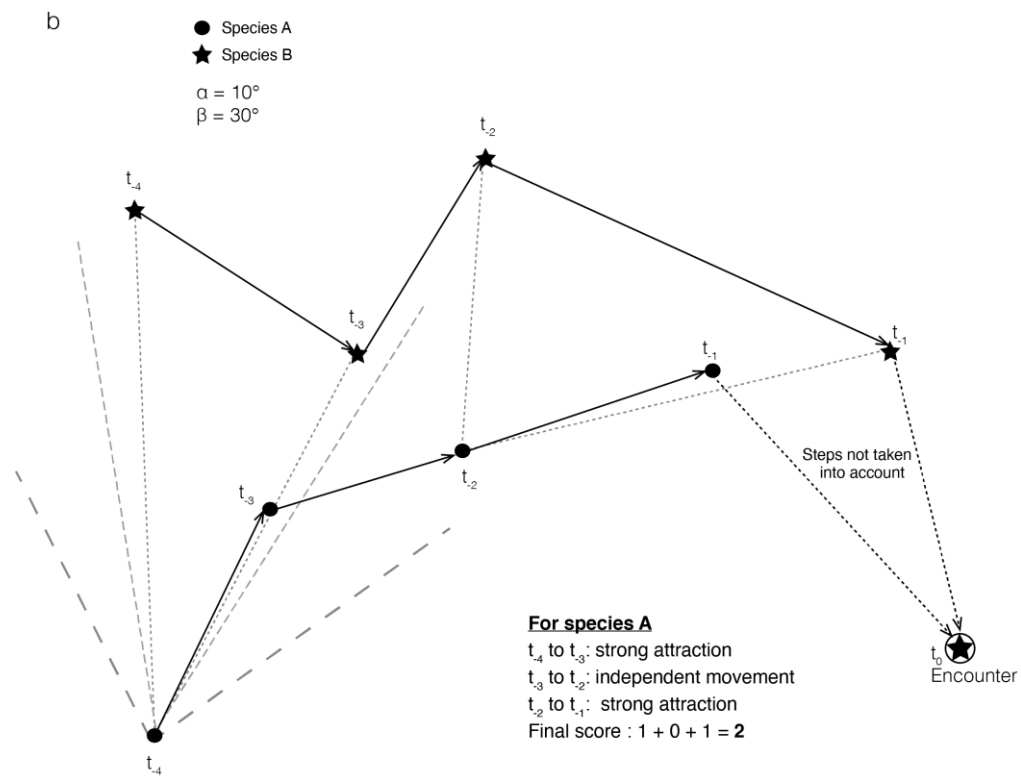 b
Species A
Species B
α = 10°
β = 30°
t-2
t-4
t-3
t-1
t-1
t-2
t-3
Steps not taken
into account
For species A
t-4 to t-3: strong attraction
t-3 to t-2: independent movement
t-2 to t-1: strong attraction
Final score : 1 + 0 + 1 = 2
t0
Encounter
t-4